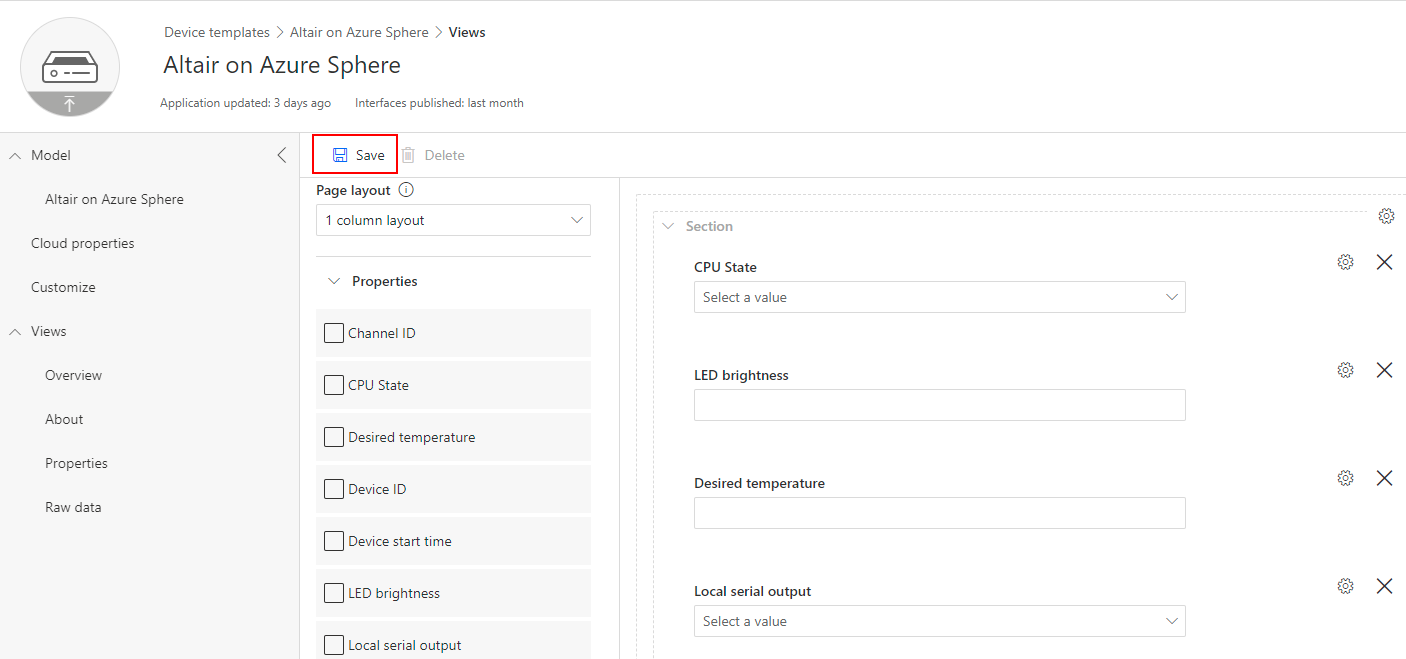 Device templates > Altair on Azure Sphere > Views
Altair on Azure Sphere
Application updated: 3 days ago Interfaces published: last month
Model
Altair on Azure Sphere
Cloud properties
Customize
Views
Overview
About
Properties
Raw data
Save Delete
Page layout
1 column layout
Properties
Channel ID
CPU State
Desired temperature
Device ID
Device start time
LED brightness
Local serial output
Section
CPU State
Select a value
LED brightness
Desired temperature
Local serial output
Select a value